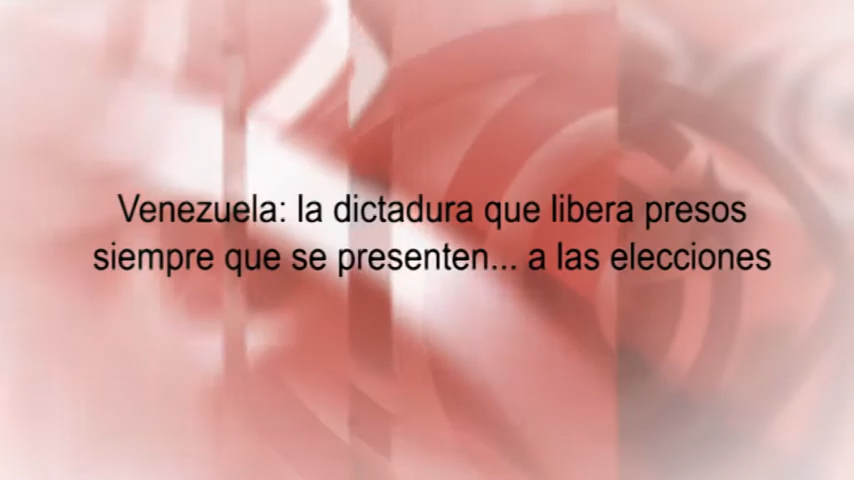 Venezuela: la dictadura que libera presos
siempre que se presenten... a las elecciones